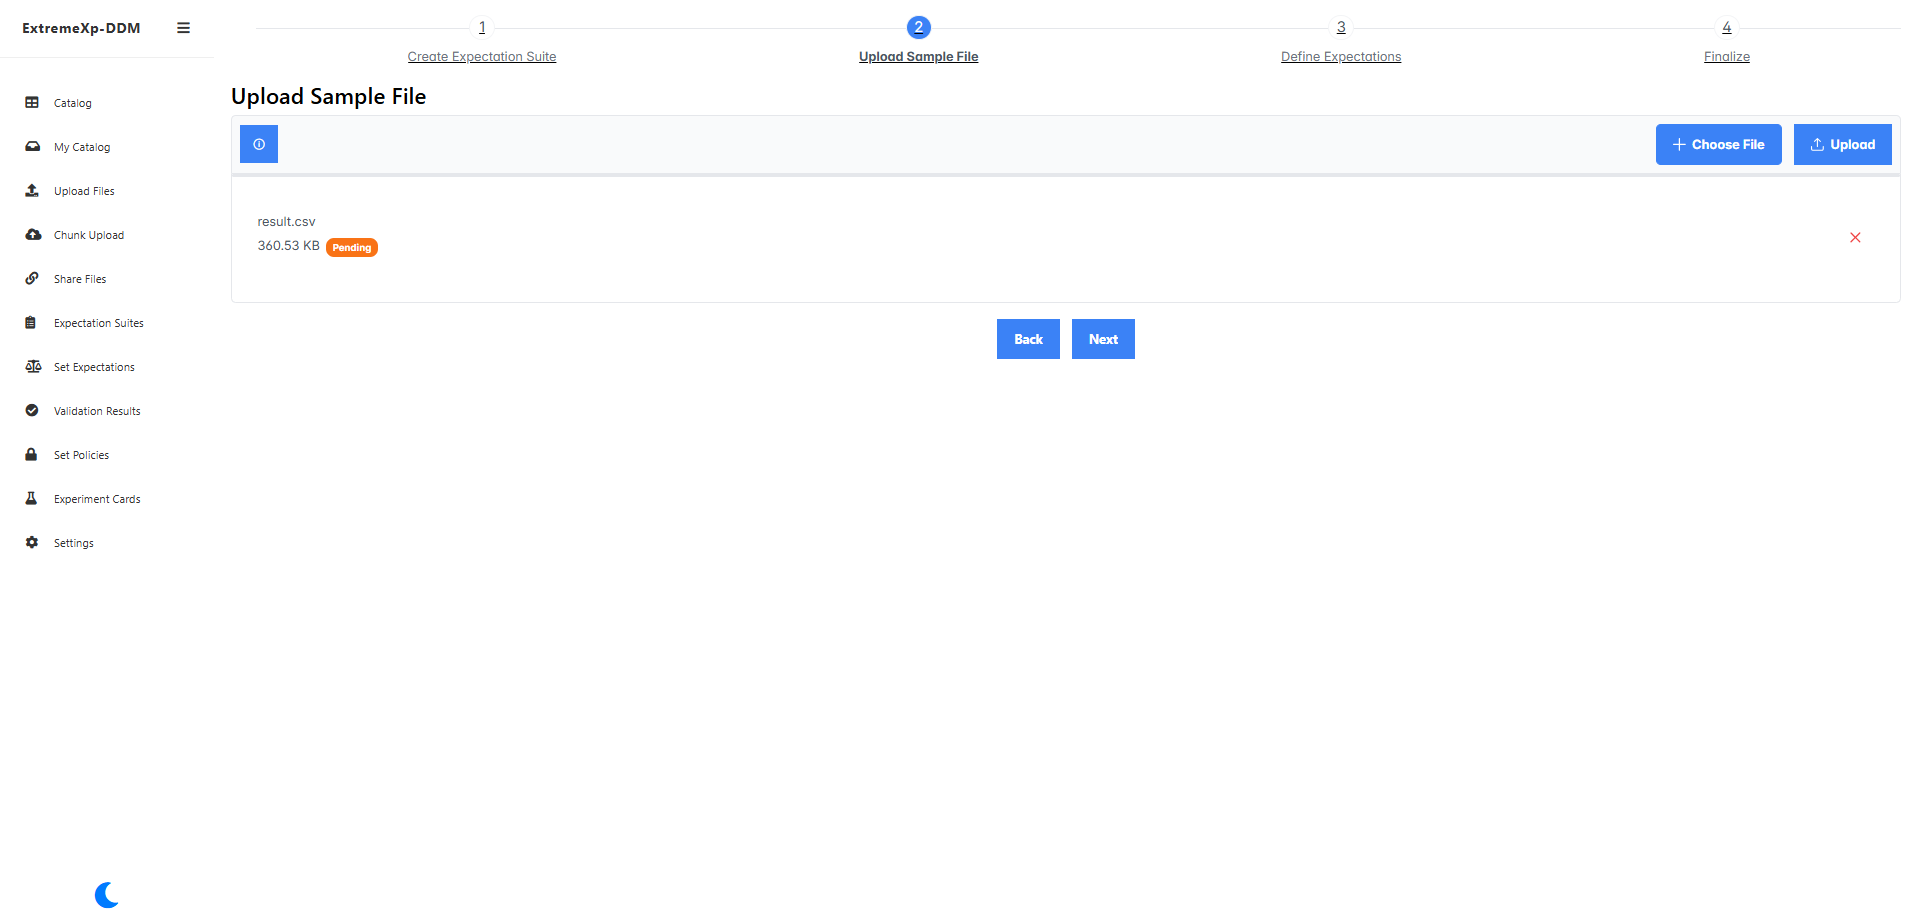 ExtremeXp-DDM
Catalog
My Catalog
Upload Files
Chunk Upload
Share Files
Expectation Suites
Set Expectations
Validation Results
Set Policies
Experiment Cards
Settings
1
Create Expectation Suite
2
Upload Sample File
3
Define Expectations
4
Finalize
Upload Sample File
Choose File
Upload
result.csv
360.53 KB Pending
Back
Next